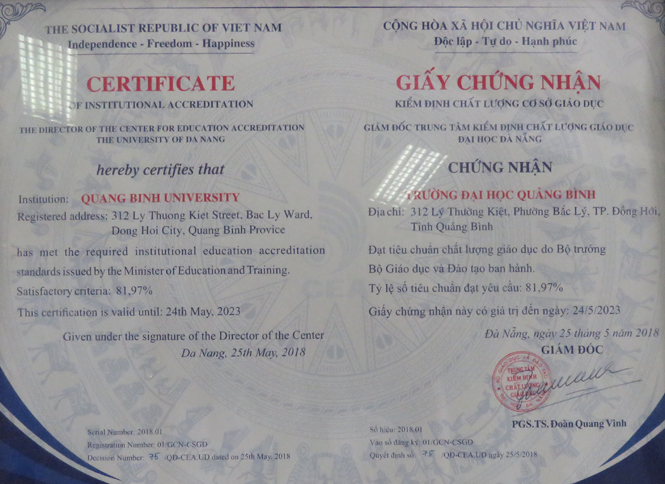 THE SOCIALIST REPUBLIC OF VIET NAM
Independence - Freedom - Happiness
CERTIFICATE
OF INSTITUTIONAL ACCREDITATION
THE DIRECTOR OF THE CENTER FOR EDUCATION ACCREDITATION
THE UNIVERSITY OF DA NANG
hereby certifies that
Institution: QUANG BINH UNIVERSITY
Registered address: 312 Ly Thuong Kiet Street, Bac Ly Ward,
Dong Hoi City, Quang Binh Provice
has met the required institutional education accreditation
standards issued by the Minister of Education and Training.
Satisfactory criteria: 81,97%
This certification is valid until: 24th May, 2023
Given under the signature of the Director of the Center
Da Nang, 25th May, 2018
Serial Number: 2018.01
Registration Number: 01/GCN-CSGD
Decision Number: 75 /QĐ-CEA.UD dated on 25th May, 2018
CỘNG HÒA XÃ HỘI CHỦ NGHĨA VIỆT NAM
Độc lập - Tự do - Hạnh phúc
GIẤY CHỨNG NHẬN
KIỂM ĐỊNH CHẤT LƯỢNG CƠ SỞ GIÁO DỤC
GIÁM ĐỐC TRUNG TÂM KIỂM ĐỊNH CHẤT LƯỢNG GIÁO DỤC
ĐẠI HỌC ĐÀ NẴNG
CHỨNG NHẬN
TRƯỜNG ĐẠI HỌC QUẢNG BÌNH
Địa chỉ: 312 Lý Thường Kiệt, Phường Bắc Lý, TP. Đồng Hới,
Tỉnh Quảng Bình
Đạt tiêu chuẩn chất lượng giáo dục do Bộ trưởng
Bộ Giáo dục và Đào tạo ban hành.
Tỷ lệ số tiêu chuẩn đạt yêu cầu: 81,97%
Giấy chứng nhận này có giá trị đến ngày: 24/5/2023
Đà Nẵng, ngày 25 tháng 5 năm 2018
GIÁM ĐỐC
TRUNG TÂM
KIỂM ĐỊNH
CHẤT LƯỢNG
GIÁO DỤC
PGS.TS. Đoàn Quang Vinh
Số hiệu: 2018.01
Vào sổ đăng ký: 01/GCN-CSGD
Quyết định số: 75 /QĐ-CEA.UD ngày 25/5/2018